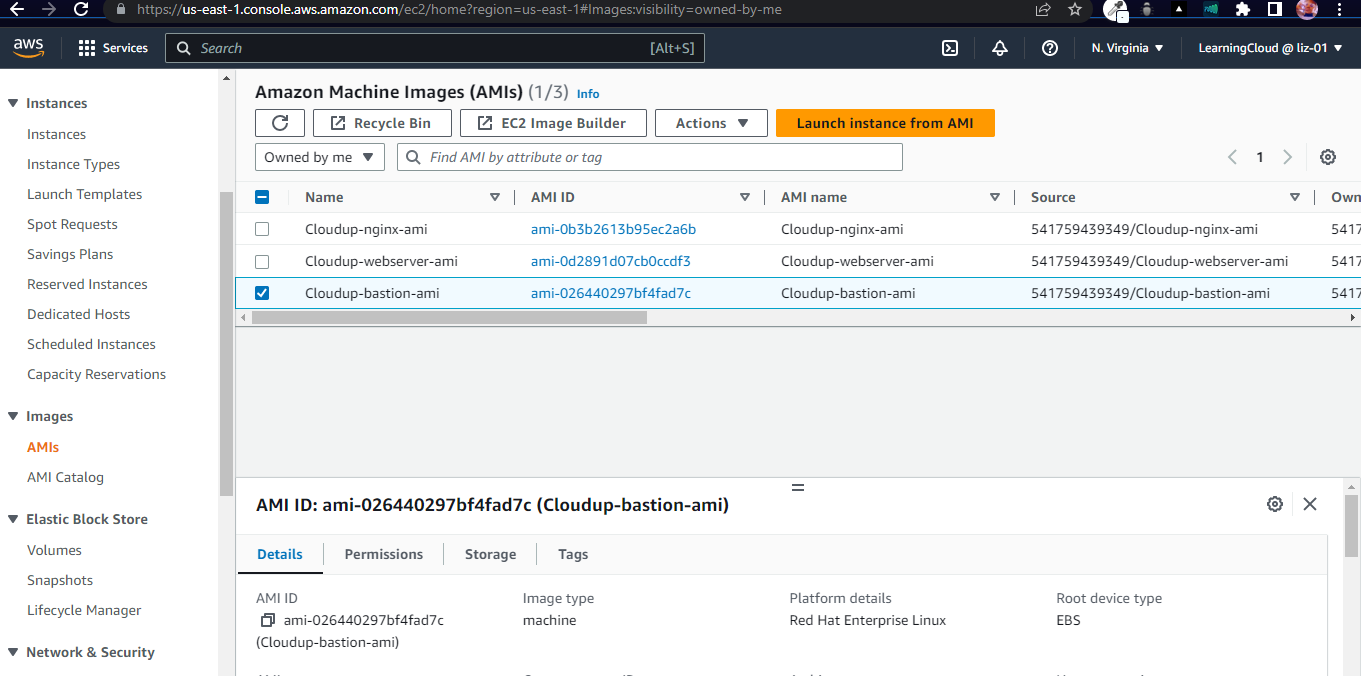 https://us-east-1.console.aws.amazon.com/ec2/home?region=us-east-1#Images:visibility=owned-by-me
aws Services Search [Alt+S] N. Virginia LearningCloud @ liz-01
Instances
Instances
Instance Types
Launch Templates
Spot Requests
Savings Plans
Reserved Instances
Dedicated Hosts
Scheduled Instances
Capacity Reservations
Images
AMIs
AMI Catalog
Elastic Block Store
Volumes
Snapshots
Lifecycle Manager
Network & Security
Amazon Machine Images (AMIs) (1/3) Info
Recycle Bin EC2 Image Builder Actions Launch instance from AMI
Owned by me Find AMI by attribute or tag 1
Name AMI ID AMI name Source Own
Cloudup-nginx-ami ami-0b3b2613b95ec2a6b Cloudup-nginx-ami 541759439349/Cloudup-nginx-ami 5417
Cloudup-webserver-ami ami-0d2891d07cb0ccdf3 Cloudup-webserver-ami 541759439349/Cloudup-webserver-ami 5417
Cloudup-bastion-ami ami-026440297bf4fad7c Cloudup-bastion-ami 541759439349/Cloudup-bastion-ami 5417
AMI ID: ami-026440297bf4fad7c (Cloudup-bastion-ami)
Details Permissions Storage Tags
AMI ID Image type Platform details Root device type
ami-026440297bf4fad7c machine Red Hat Enterprise Linux EBS
(Cloudup-bastion-ami)